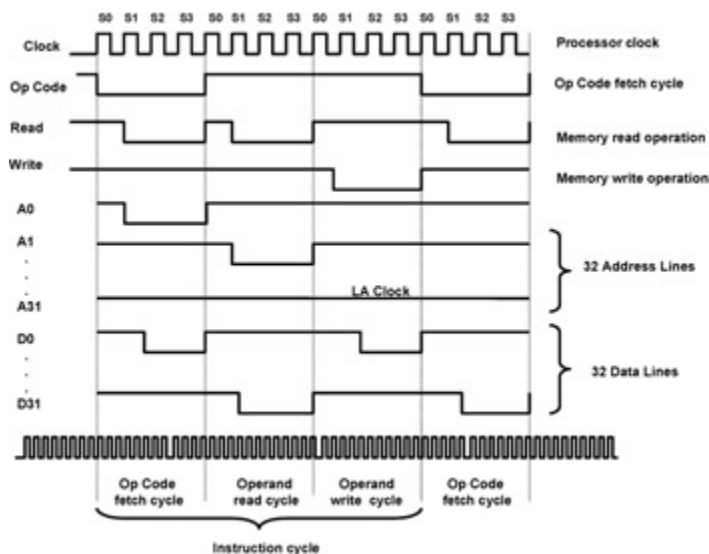 S0 S1 S2 S3 S0 S1 S2 S3 S0 S1 S2 S3 S0 S1 S2 S3
Clock
Processor clock
Op Code
Op Code fetch cycle
Read
Memory read operation
Write
Memory write operation
A0
A1
.
.
.
.
A31
LA Clock
32 Address Lines
D0
.
.
.
.
D31
32 Data Lines
Op Code
fetch cycle
Operand
read cycle
Operand
write cycle
Op Code
fetch cycle
Instruction cycle